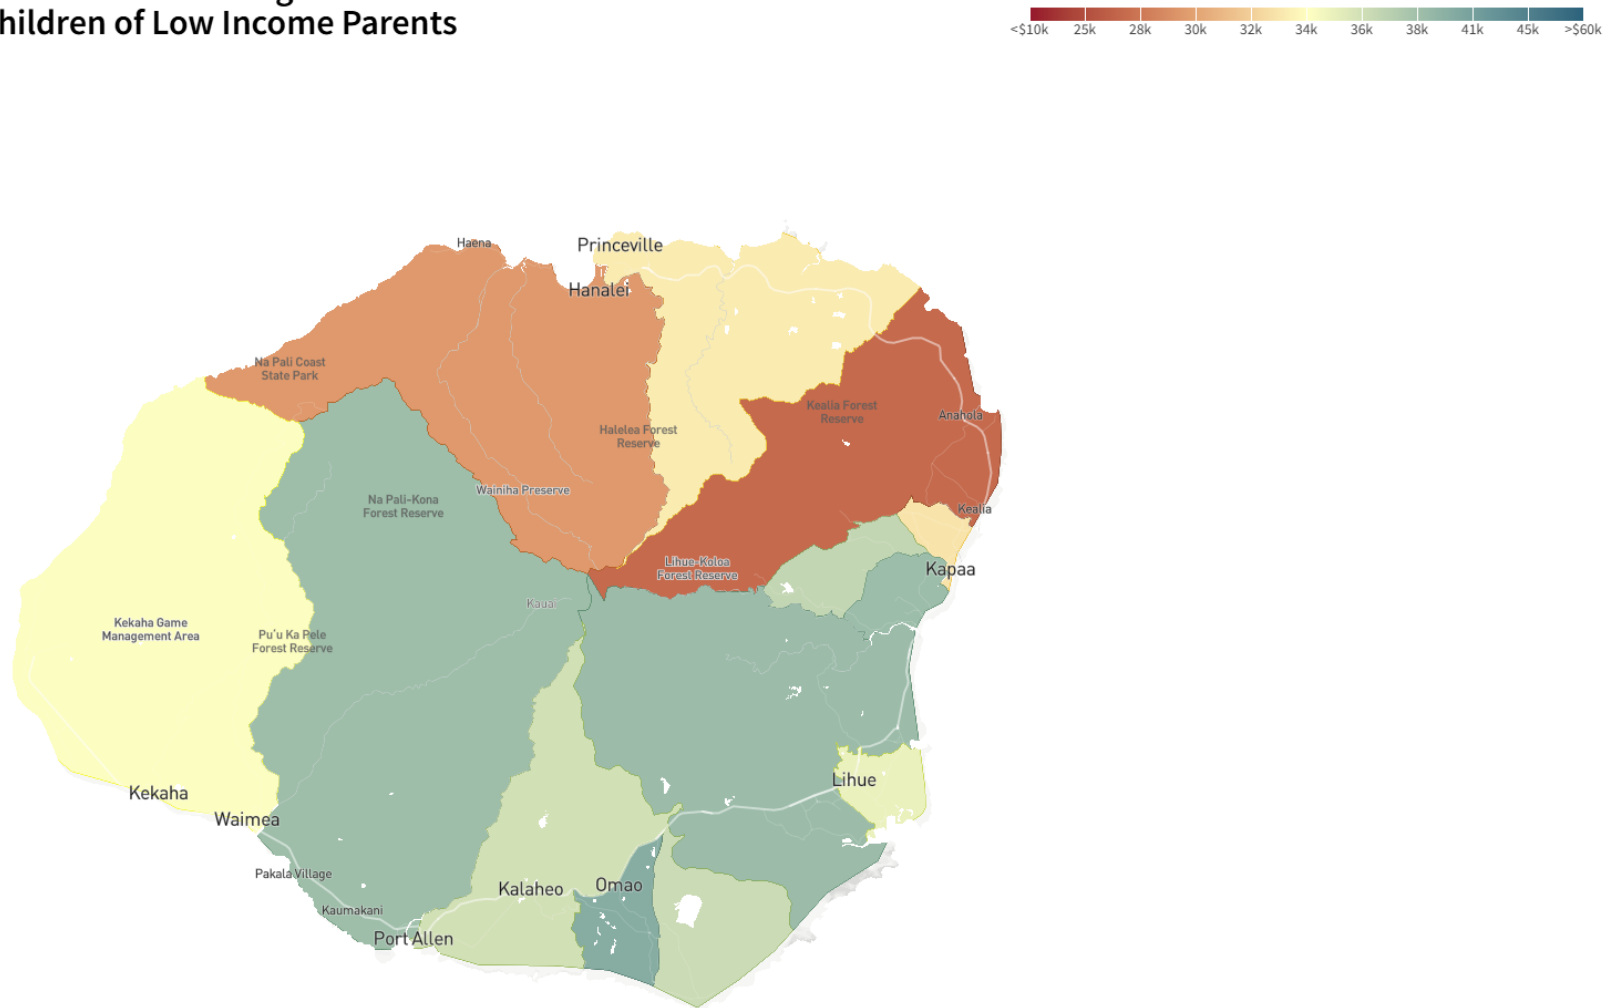 hildren of Low Income Parents
<$10k 25k 28k 30k 32k 34k 36k 38k 41k 45k >$60k
Haena
Princeville
Hanalei
Na Pali Coast
State Park
Kealia Forest
Reserve
Anahola
Halelea Forest
Reserve
Wainiha Preserve
Na Pali-Kona
Forest Reserve
Kealia
Lihue-Koloa
Forest Reserve
Kapaa
Kauai
Kekaha Game
Management Area
Pu'u Ka Pele
Forest Reserve
Lihue
Kekaha
Waimea
Pakala Village
Kalaheo
Omao
Kaumakani
Port Allen